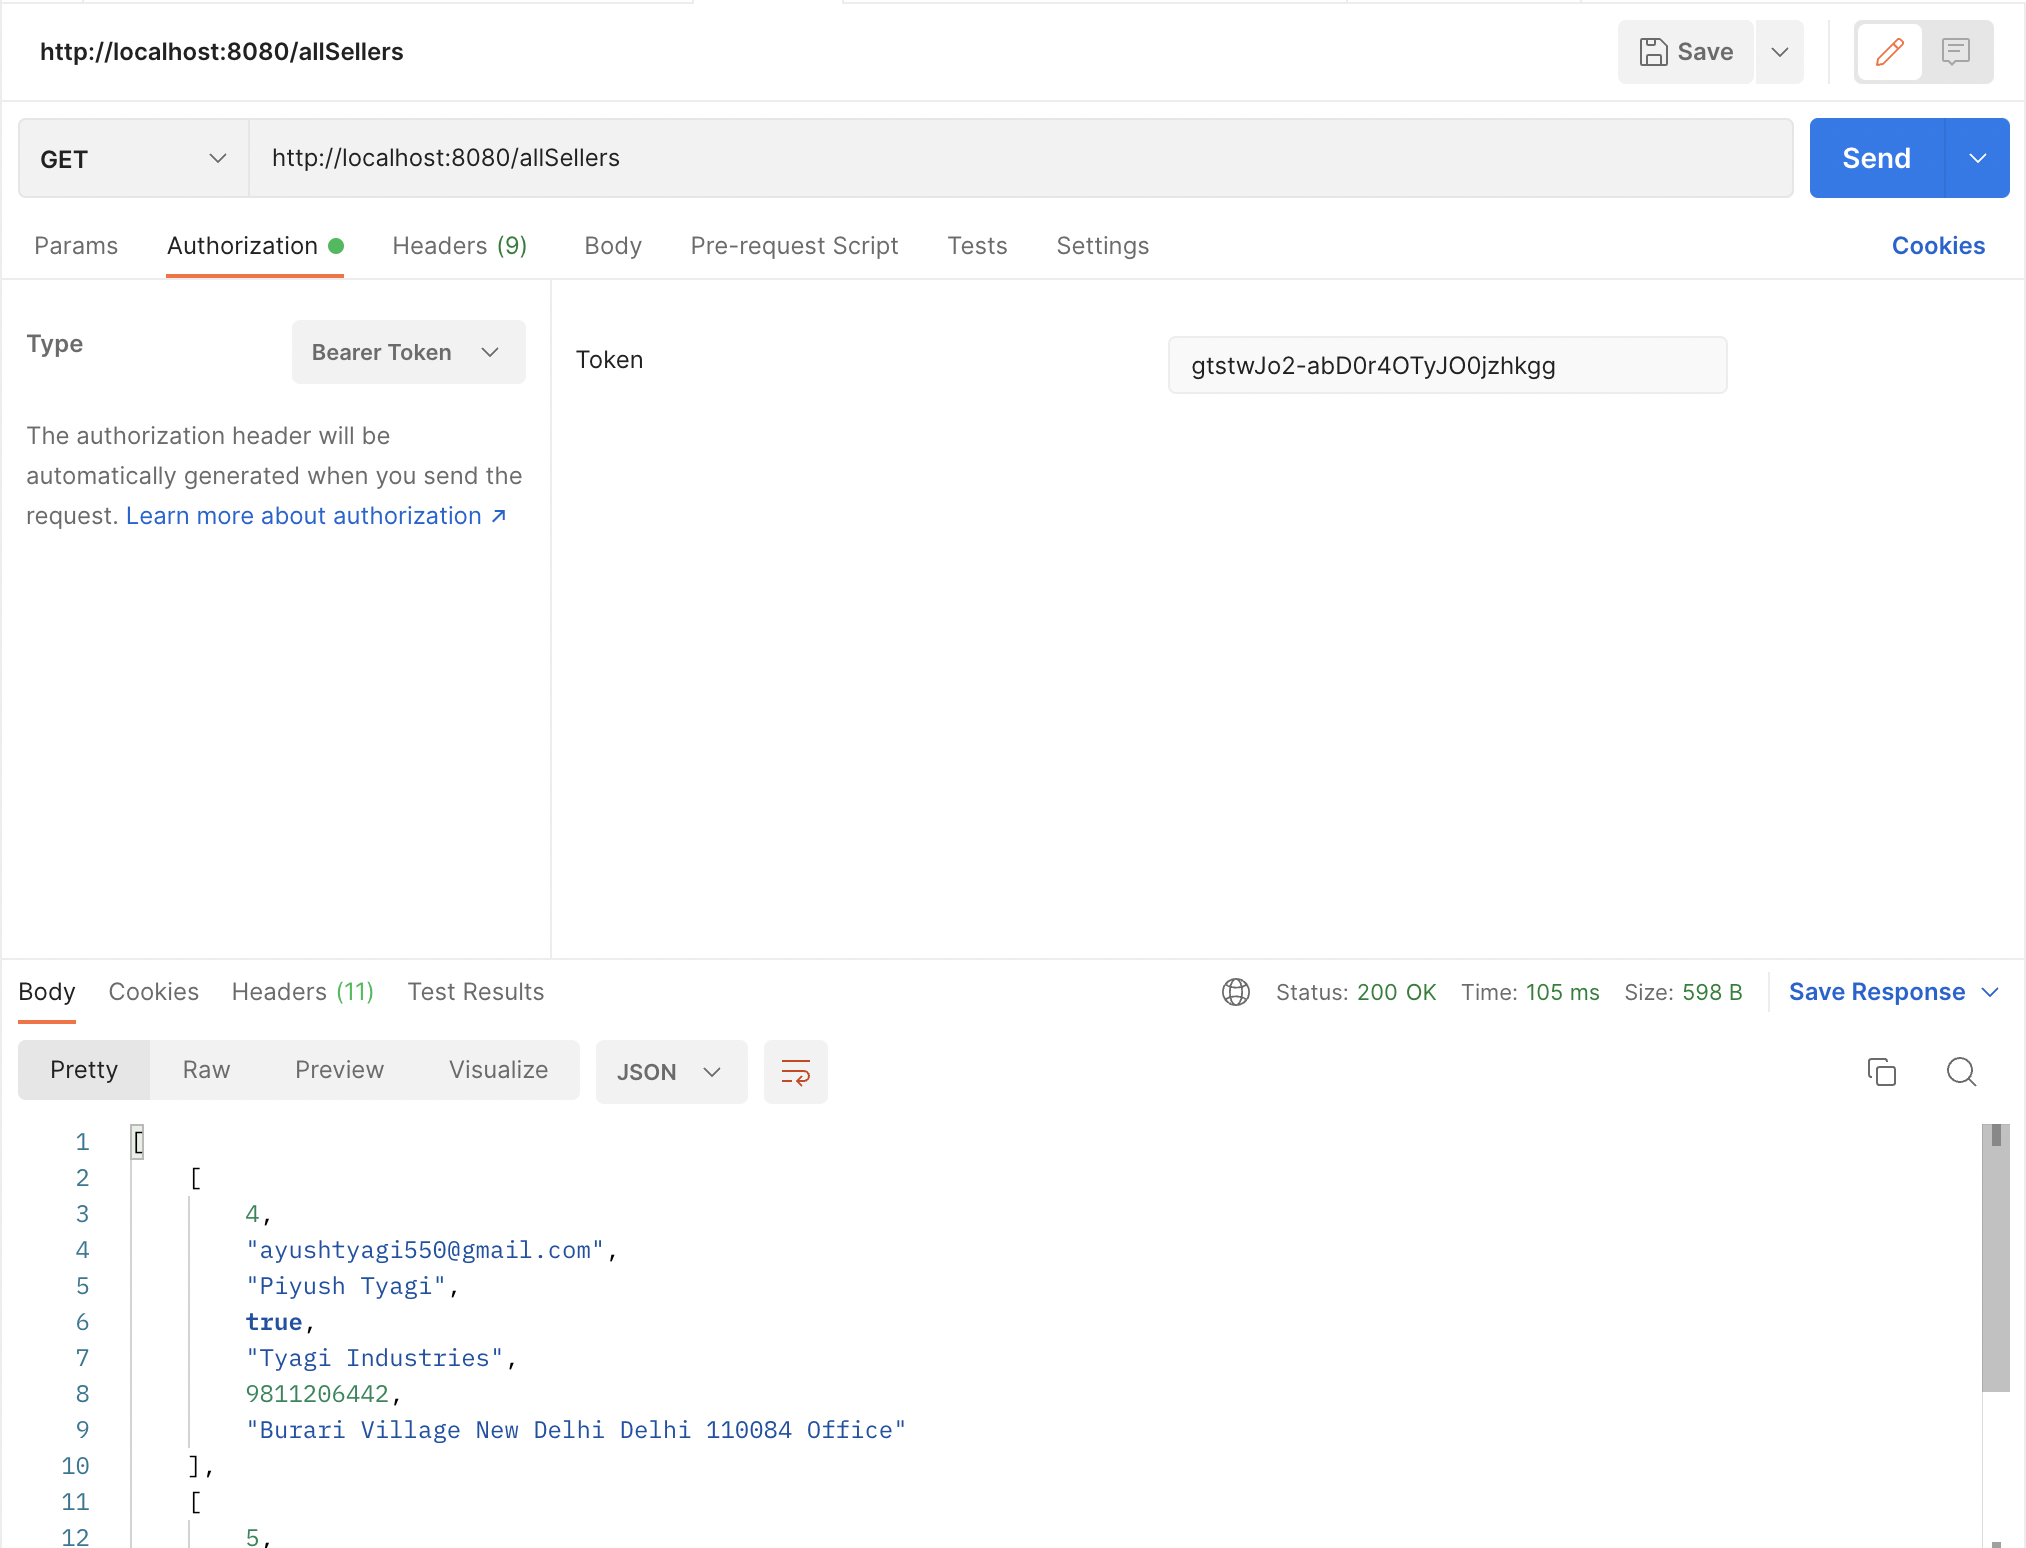 http://localhost:8080/allSellers
Save
GET
http://localhost:8080/allSellers
Send
Params Authorization Headers (9) Body Pre-request Script Tests Settings Cookies
Type
Bearer Token
Token
gtstwJo2-abD0r4OTyJO0jzhkgg
The authorization header will be
automatically generated when you send the
request. Learn more about authorization ↗
Body Cookies Headers (11) Test Results Status: 200 OK Time: 105 ms Size: 598 B Save Response
Pretty Raw Preview Visualize JSON
1 [
2 [
3 4,
4 "ayushtyagi550@gmail.com",
5 "Piyush Tyagi",
6 true,
7 "Tyagi Industries",
8 9811206442,
9 "Burari Village New Delhi Delhi 110084 Office"
10 ],
11 [
12 5,